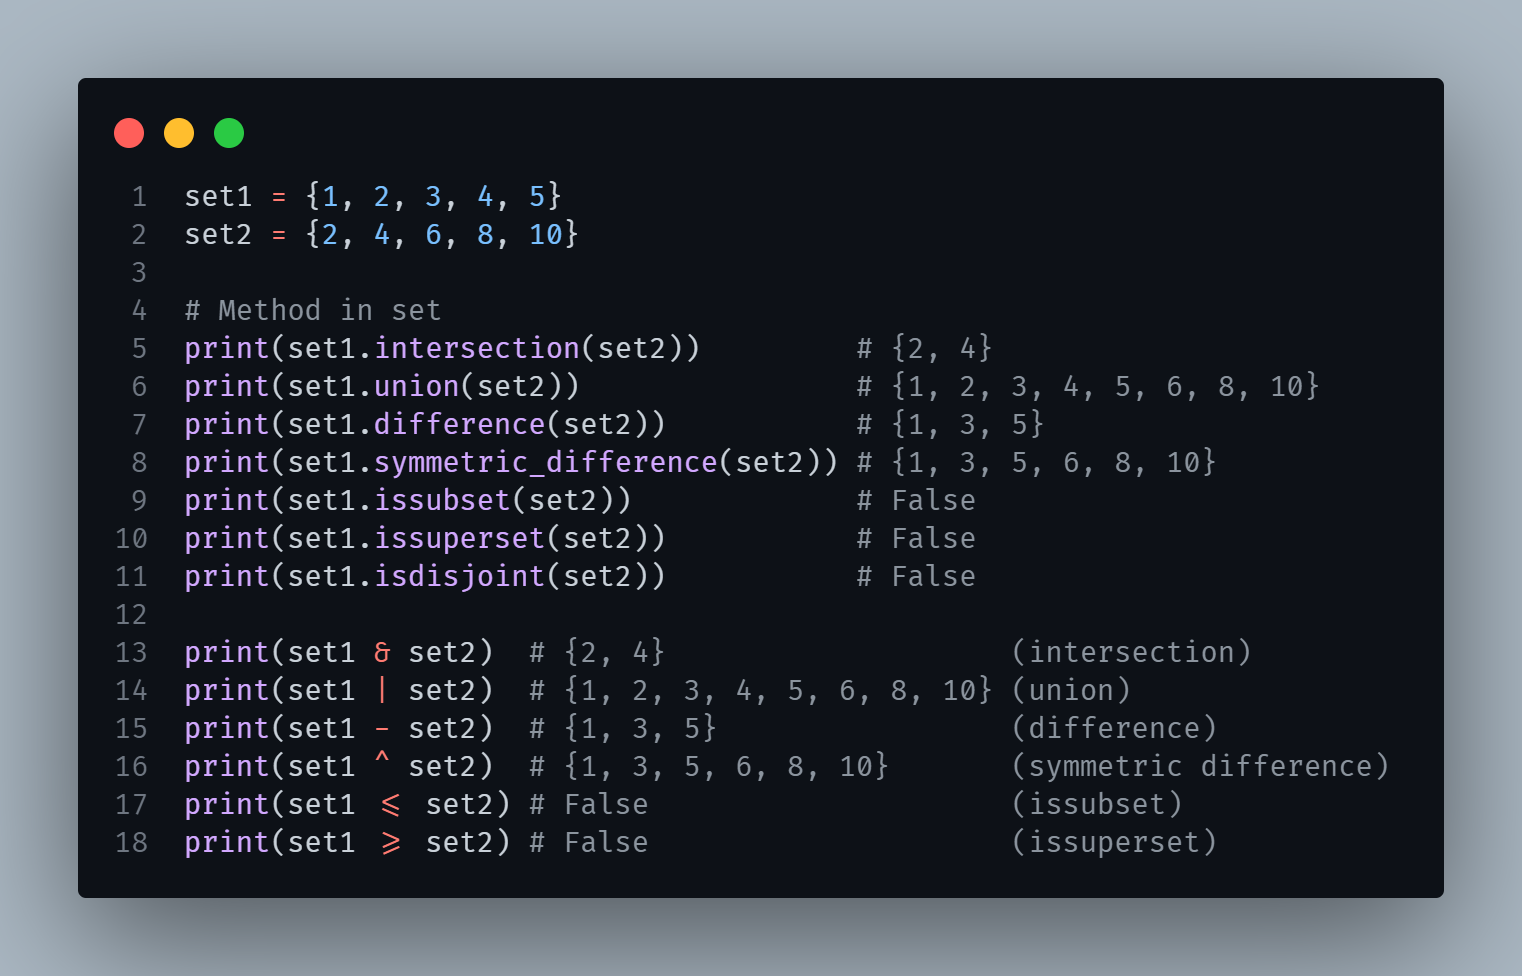 1 set1 = {1, 2, 3, 4, 5}
2 set2 = {2, 4, 6, 8, 10}
3
4 # Method in set
5 print(set1.intersection(set2))         # {2, 4}
6 print(set1.union(set2))                # {1, 2, 3, 4, 5, 6, 8, 10}
7 print(set1.difference(set2))           # {1, 3, 5}
8 print(set1.symmetric_difference(set2)) # {1, 3, 5, 6, 8, 10}
9 print(set1.issubset(set2))             # False
10 print(set1.issuperset(set2))           # False
11 print(set1.isdisjoint(set2))           # False
12
13 print(set1 & set2)  # {2, 4}                    (intersection)
14 print(set1 | set2)  # {1, 2, 3, 4, 5, 6, 8, 10} (union)
15 print(set1 - set2)  # {1, 3, 5}                 (difference)
16 print(set1 ^ set2)  # {1, 3, 5, 6, 8, 10}       (symmetric difference)
17 print(set1 <= set2) # False                     (issubset)
18 print(set1 >= set2) # False                     (issuperset)